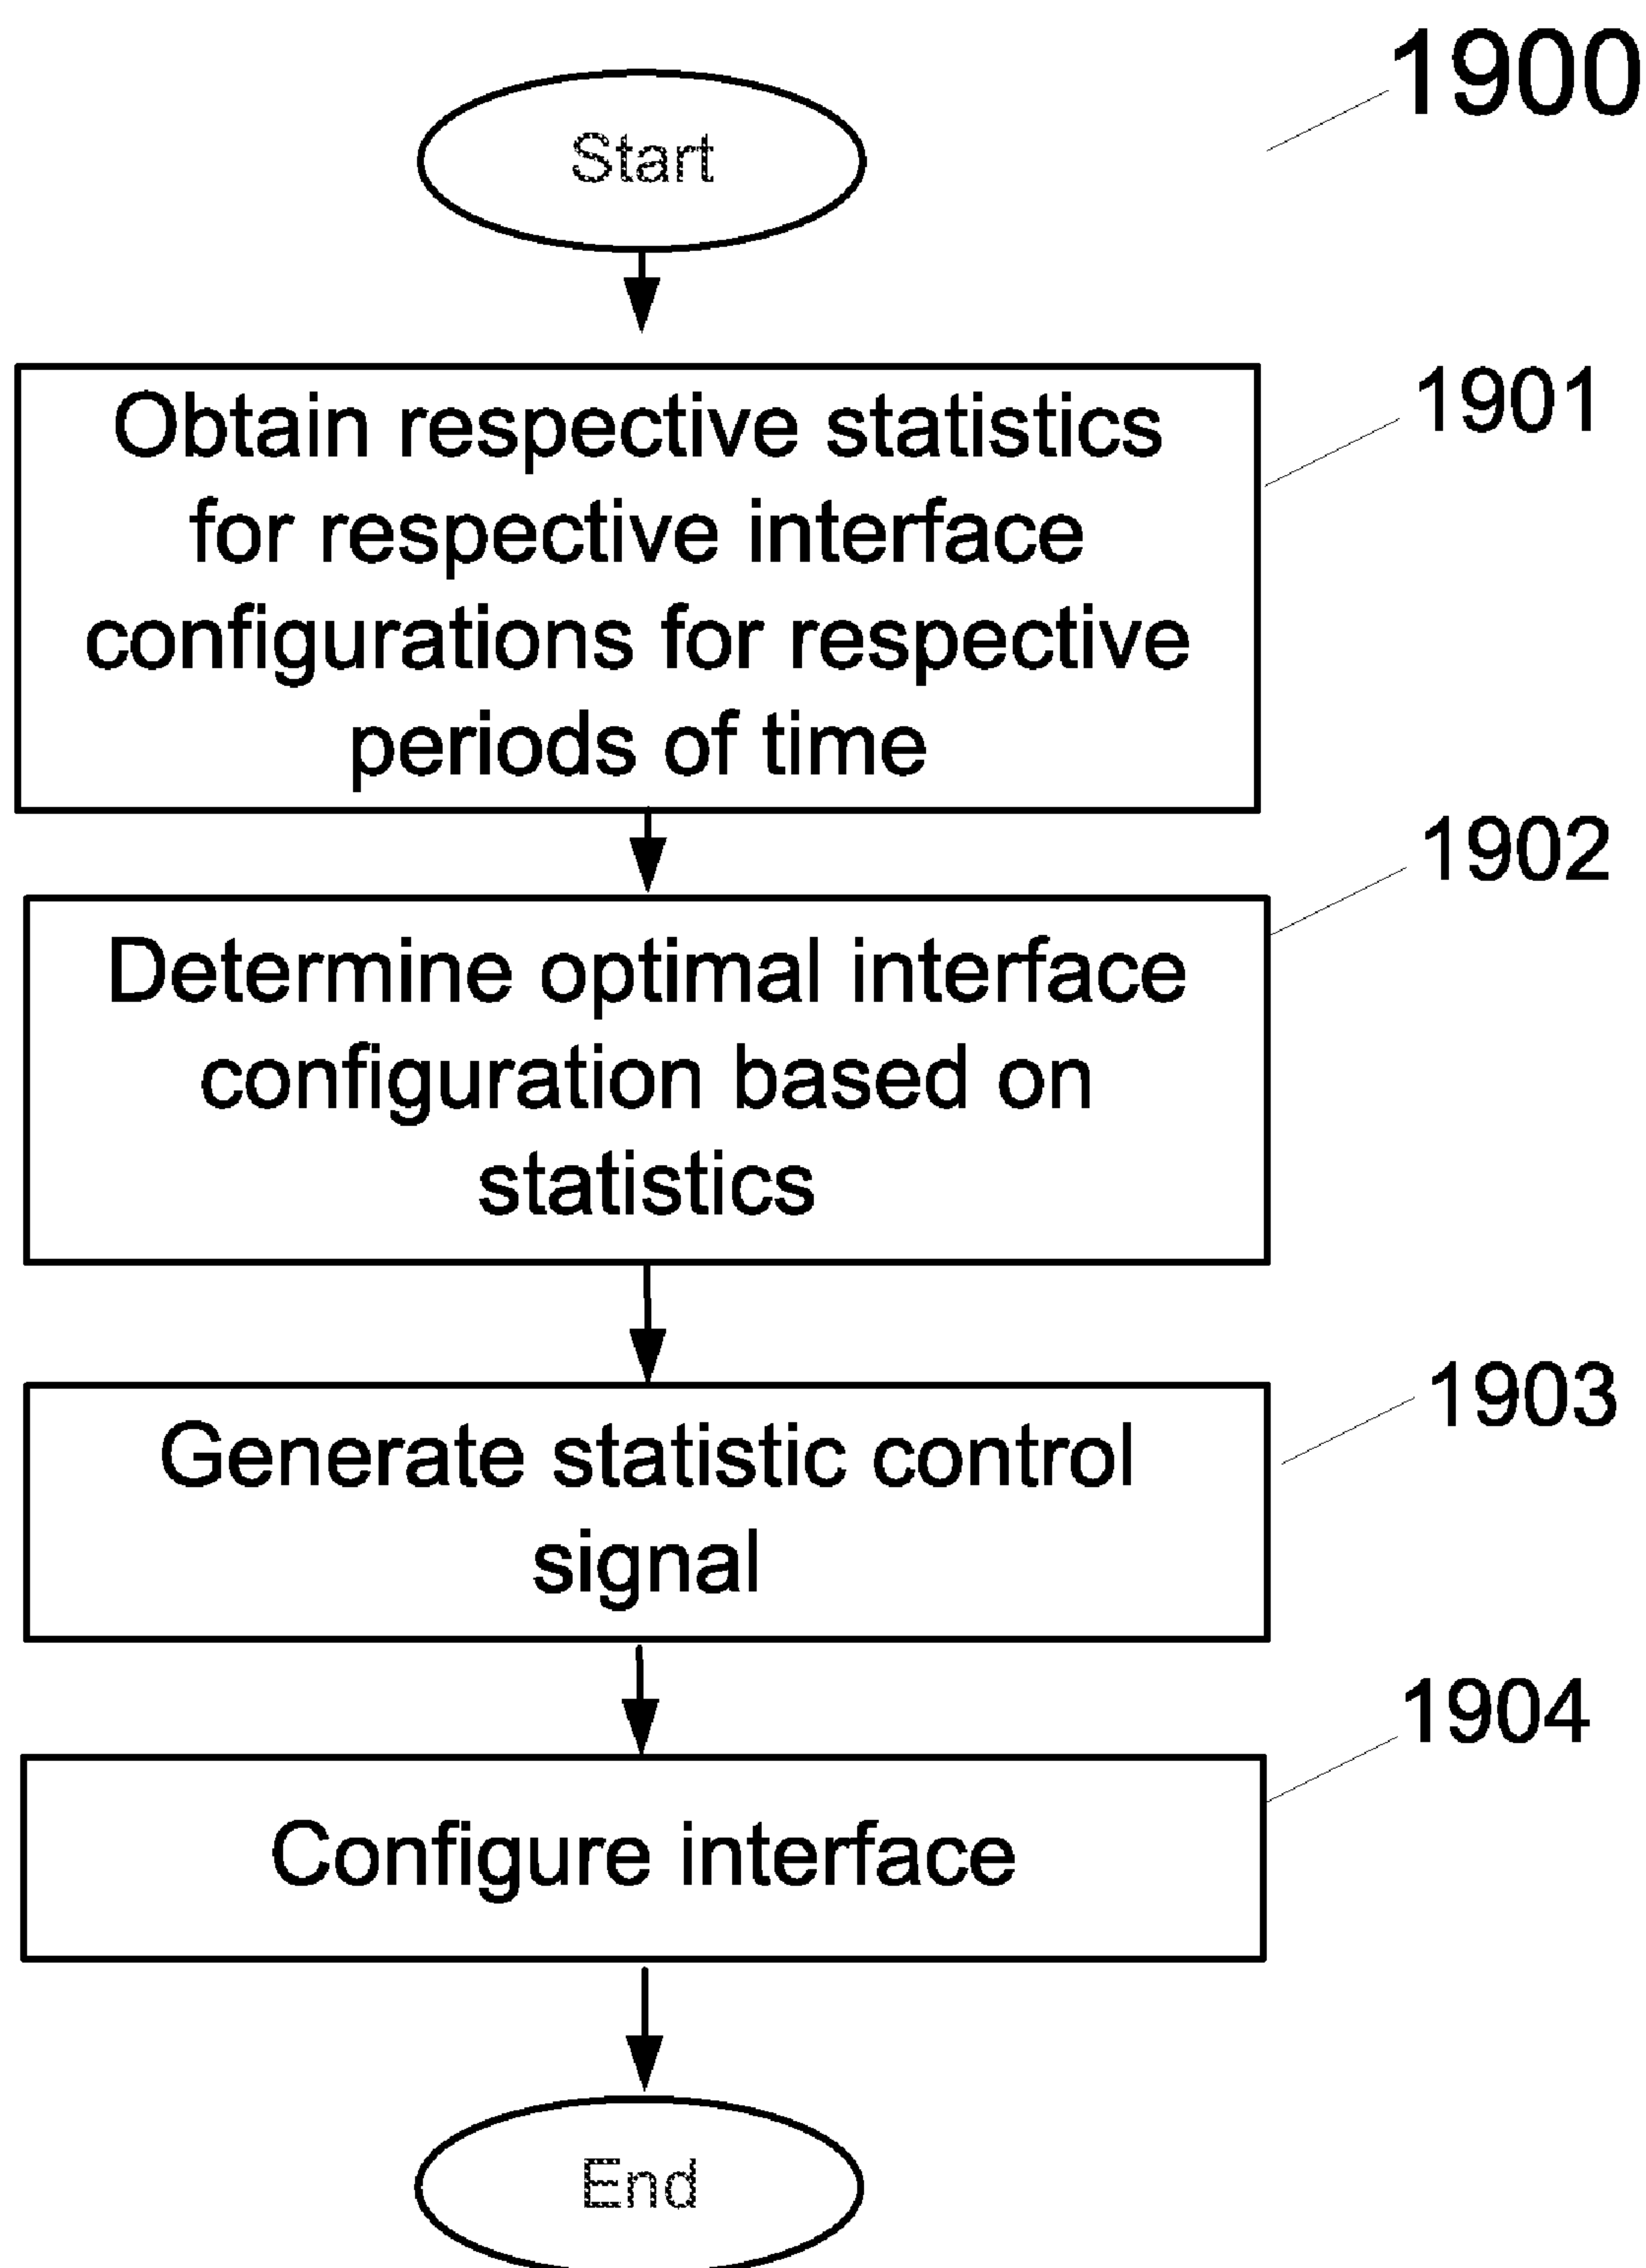 1900
Start
Obtain respective statistics
for respective interface
configurations for respective
periods of time
1901
Determine optimal interface
configuration based on
statistics
1902
Generate statistic control
signal
1903
Configure interface
1904
End